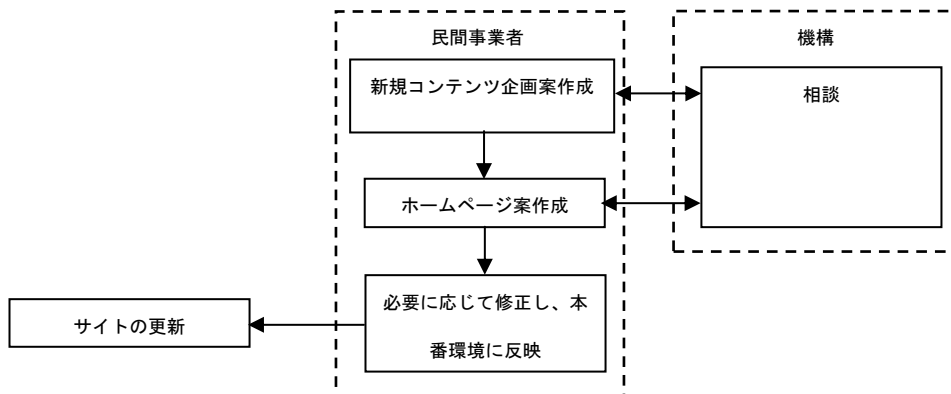 民間事業者
機構
新規コンテンツ企画案作成
相談
ホームページ案作成
必要に応じて修正し、本
番環境に反映
サイトの更新